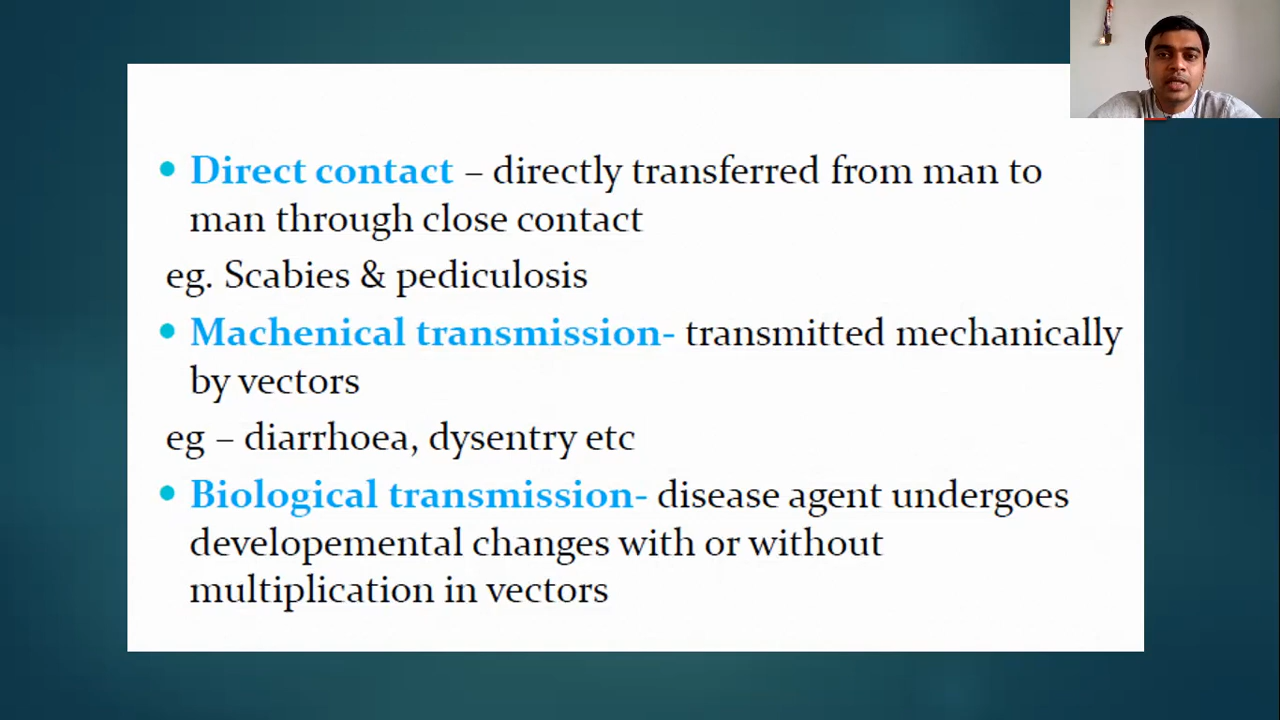 • Direct contact – directly transferred from man to
man through close contact
eg. Scabies & pediculosis
• Machenical transmission- transmitted mechanically
by vectors
eg – diarrhoea, dysentry etc
• Biological transmission- disease agent undergoes
developemental changes with or without
multiplication in vectors